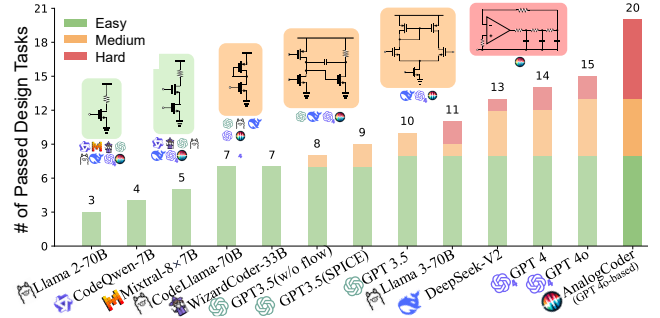 # of Passed Design Tasks
21
18
15
12
9
6
3
0
Easy
Medium
Hard
3
4
5
7
7
8
9
10
11
13
14
15
20
Llama 2-70B
CodeQwen-7B
Mixtral-8×7B
CodeLlama-70B
WizardCoder-33B
GPT3.5(w/o flow)
GPT3.5(SPICE)
GPT 3.5
Llama 3-70B
DeepSeek-V2
GPT 4
GPT 4o
AnalogCoder
(GPT 4o-based)